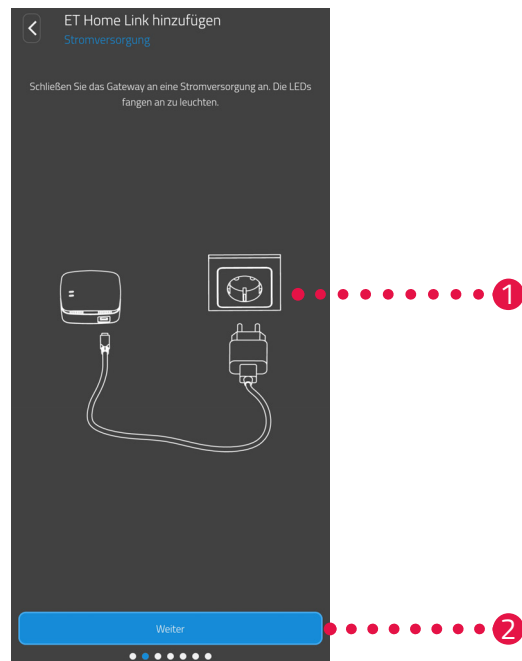 ET Home Link hinzufügen
Stromversorgung
Schließen Sie das Gateway an eine Stromversorgung an. Die LEDs
fangen an zu leuchten.
1
Weiter
2